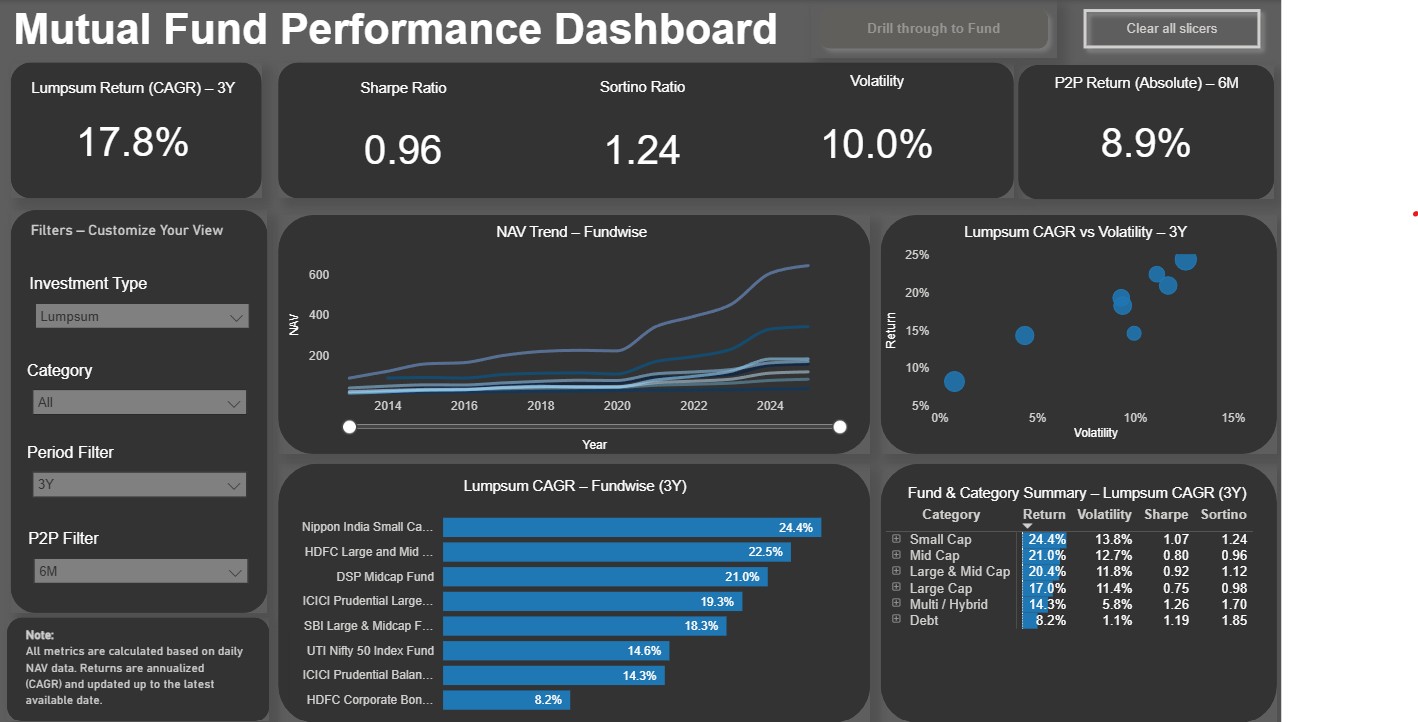 Mutual Fund Performance Dashboard
Drill through to Fund
Clear all slicers
Lumpsum Return (CAGR) – 3Y
17.8%
Sharpe Ratio
0.96
Sortino Ratio
1.24
Volatility
10.0%
P2P Return (Absolute) – 6M
8.9%
Filters – Customize Your View
Investment Type
Lumpsum
Category
All
Period Filter
3Y
P2P Filter
6M
Note:
All metrics are calculated based on daily
NAV data. Returns are annualized
(CAGR) and updated up to the latest
available date.
NAV Trend – Fundwise
NAV
600
400
200
2014 2016 2018 2020 2022 2024
Year
Lumpsum CAGR vs Volatility – 3Y
Return
25%
20%
15%
10%
5%
0% 5% 10% 15%
Volatility
Lumpsum CAGR – Fundwise (3Y)
Nippon India Small Ca... 24.4%
HDFC Large and Mid ... 22.5%
DSP Midcap Fund 21.0%
ICICI Prudential Large... 19.3%
SBI Large & Midcap F... 18.3%
UTI Nifty 50 Index Fund 14.6%
ICICI Prudential Balan... 14.3%
HDFC Corporate Bon... 8.2%
Fund & Category Summary – Lumpsum CAGR (3Y)
Category Return Volatility Sharpe Sortino
Small Cap 24.4% 13.8% 1.07 1.24
Mid Cap 21.0% 12.7% 0.80 0.96
Large & Mid Cap 20.4% 11.8% 0.92 1.12
Large Cap 17.0% 11.4% 0.75 0.98
Multi / Hybrid 14.3% 5.8% 1.26 1.70
Debt 8.2% 1.1% 1.19 1.85